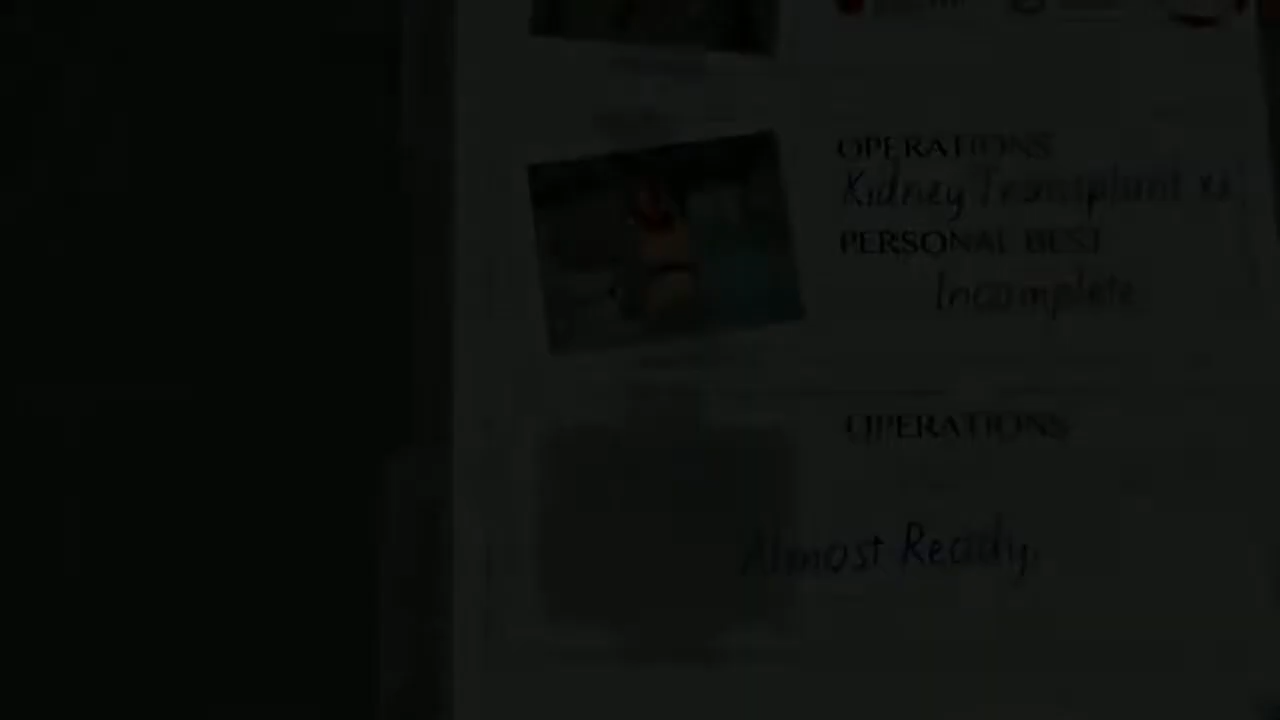 OPERATIONS
Kidney Transplant
PERSONAL BEST
Incomplete
OPERATIONS
Almost Ready